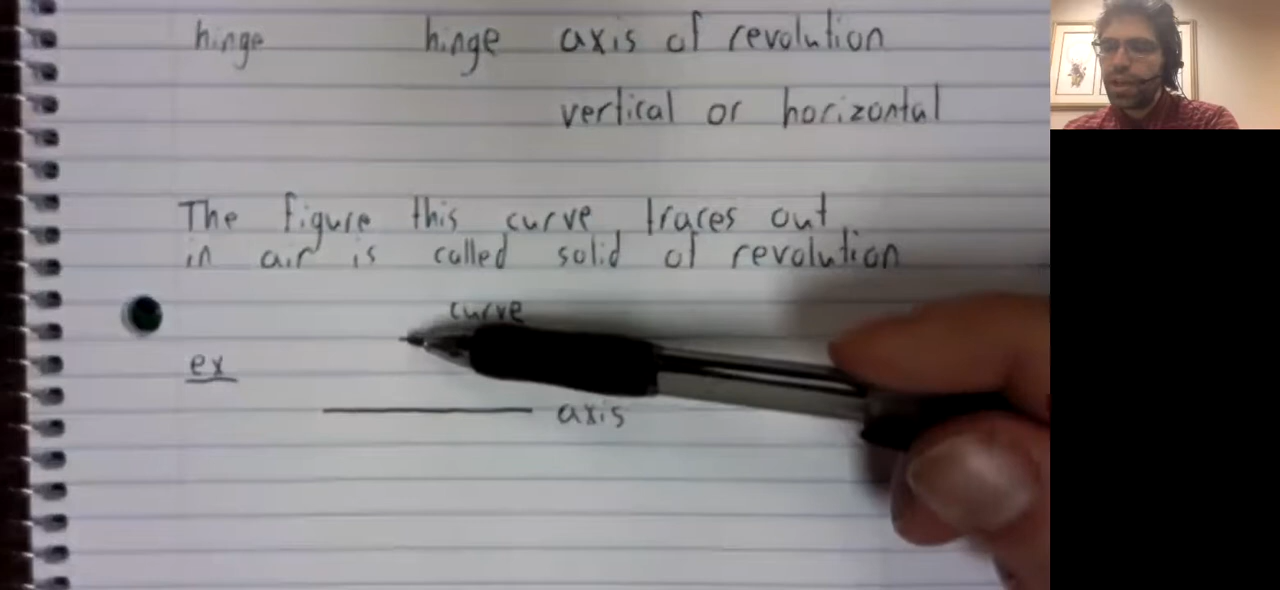 hinge hinge axis of revolution
vertical or horizontal
The figure this curve traces out
in air is called solid of revolution
curve
ex
axis